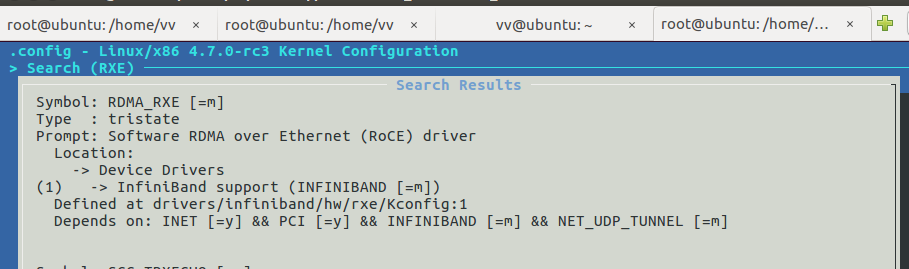 root@ubuntu: /home/vv × root@ubuntu: /home/vv × vv@ubuntu: ~ × root@ubuntu: /home/... ×
.config - Linux/x86 4.7.0-rc3 Kernel Configuration
> Search (RXE)
Search Results
Symbol: RDMA_RXE [=m]
Type  : tristate
Prompt: Software RDMA over Ethernet (RoCE) driver
  Location:
    -> Device Drivers
(1)   -> InfiniBand support (INFINIBAND [=m])
  Defined at drivers/infiniband/hw/rxe/Kconfig:1
  Depends on: INET [=y] && PCI [=y] && INFINIBAND [=m] && NET_UDP_TUNNEL [=m]